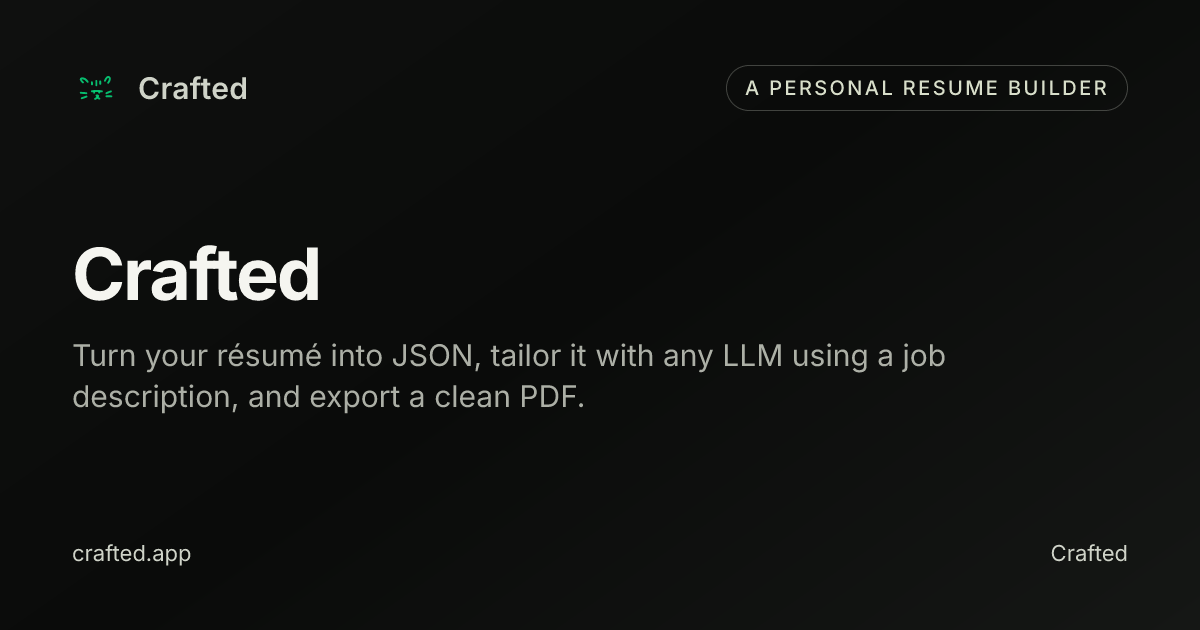 Crafted
A PERSONAL RESUME BUILDER
Crafted
Turn your résumé into JSON, tailor it with any LLM using a job
description, and export a clean PDF.
crafted.app
Crafted